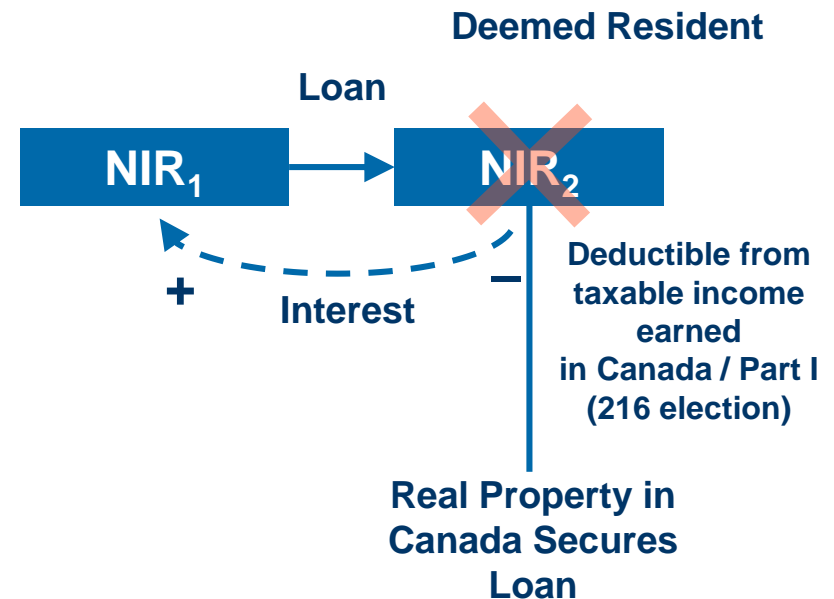 Deemed Resident
Loan
NIR₁
NIR₂
+
Interest
–
Deductible from
taxable income
earned
in Canada / Part I
(216 election)
Real Property in
Canada Secures
Loan